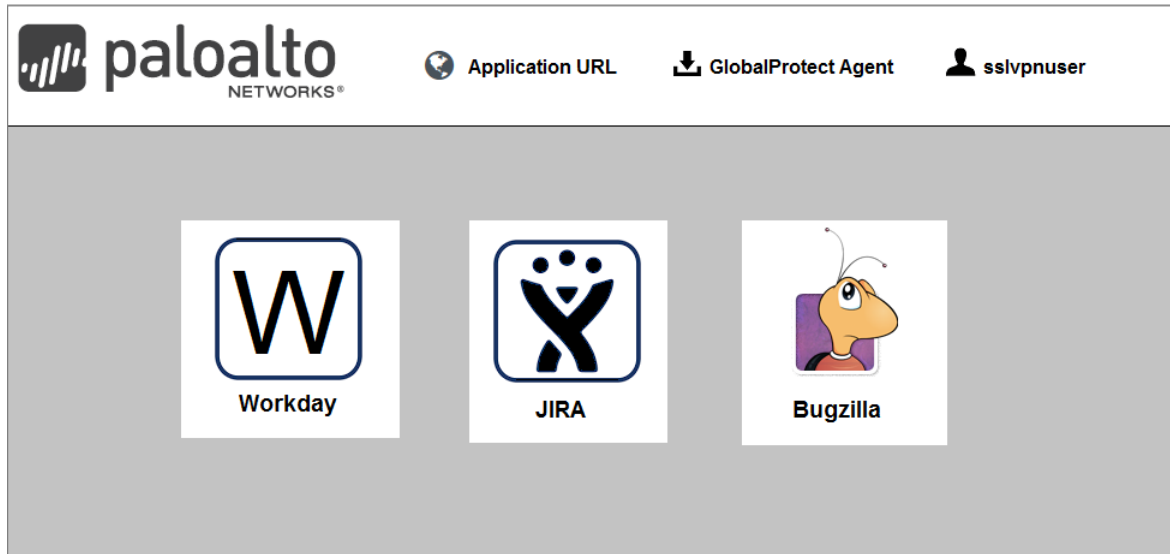 paloalto
NETWORKS®
Application URL
GlobalProtect Agent
sslvpnuser
W
Workday
JIRA
Bugzilla